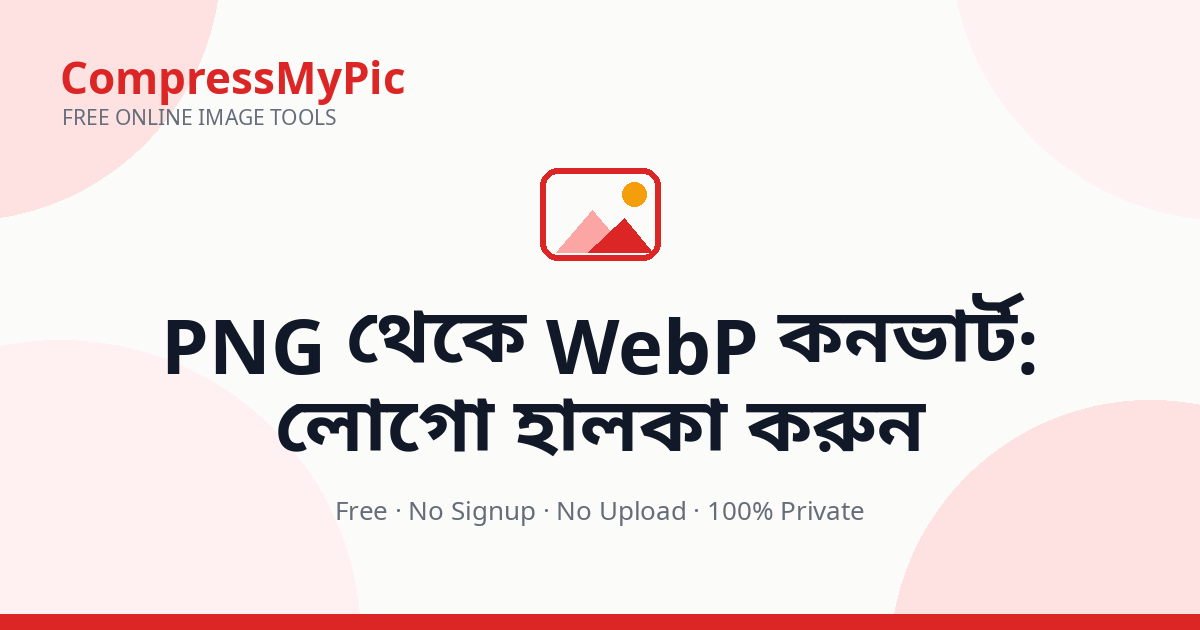 CompressMyPic
FREE ONLINE IMAGE TOOLS
PNG থেকে WebP কনভার্ট:
লোগো হালকা করুন
Free · No Signup · No Upload · 100% Private